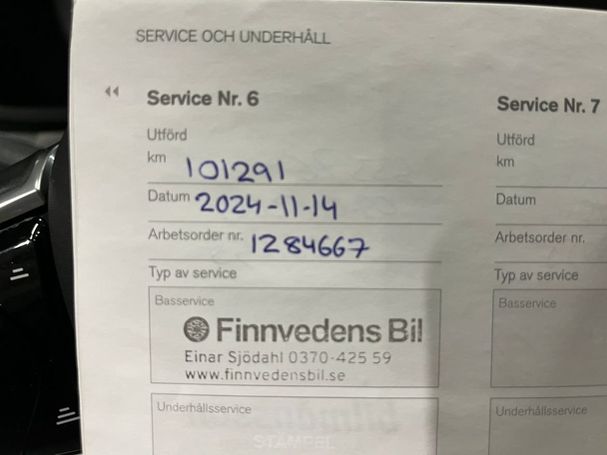 SERVICE OCH UNDERHÅLL
Service Nr. 6
Utförd
km 101291
Datum 2024-11-14
Arbetsorder nr. 1284667
Typ av service
Basservice
Finnvedens Bil
Einar Sjödahl 0370-425 59
www.finnvedensbil.se
Underhållsservice
STÄMPEL
Service Nr. 7
Utförd
km
Datum
Arbetsorder nr.
Typ av service
Basservice
Underhållsservice